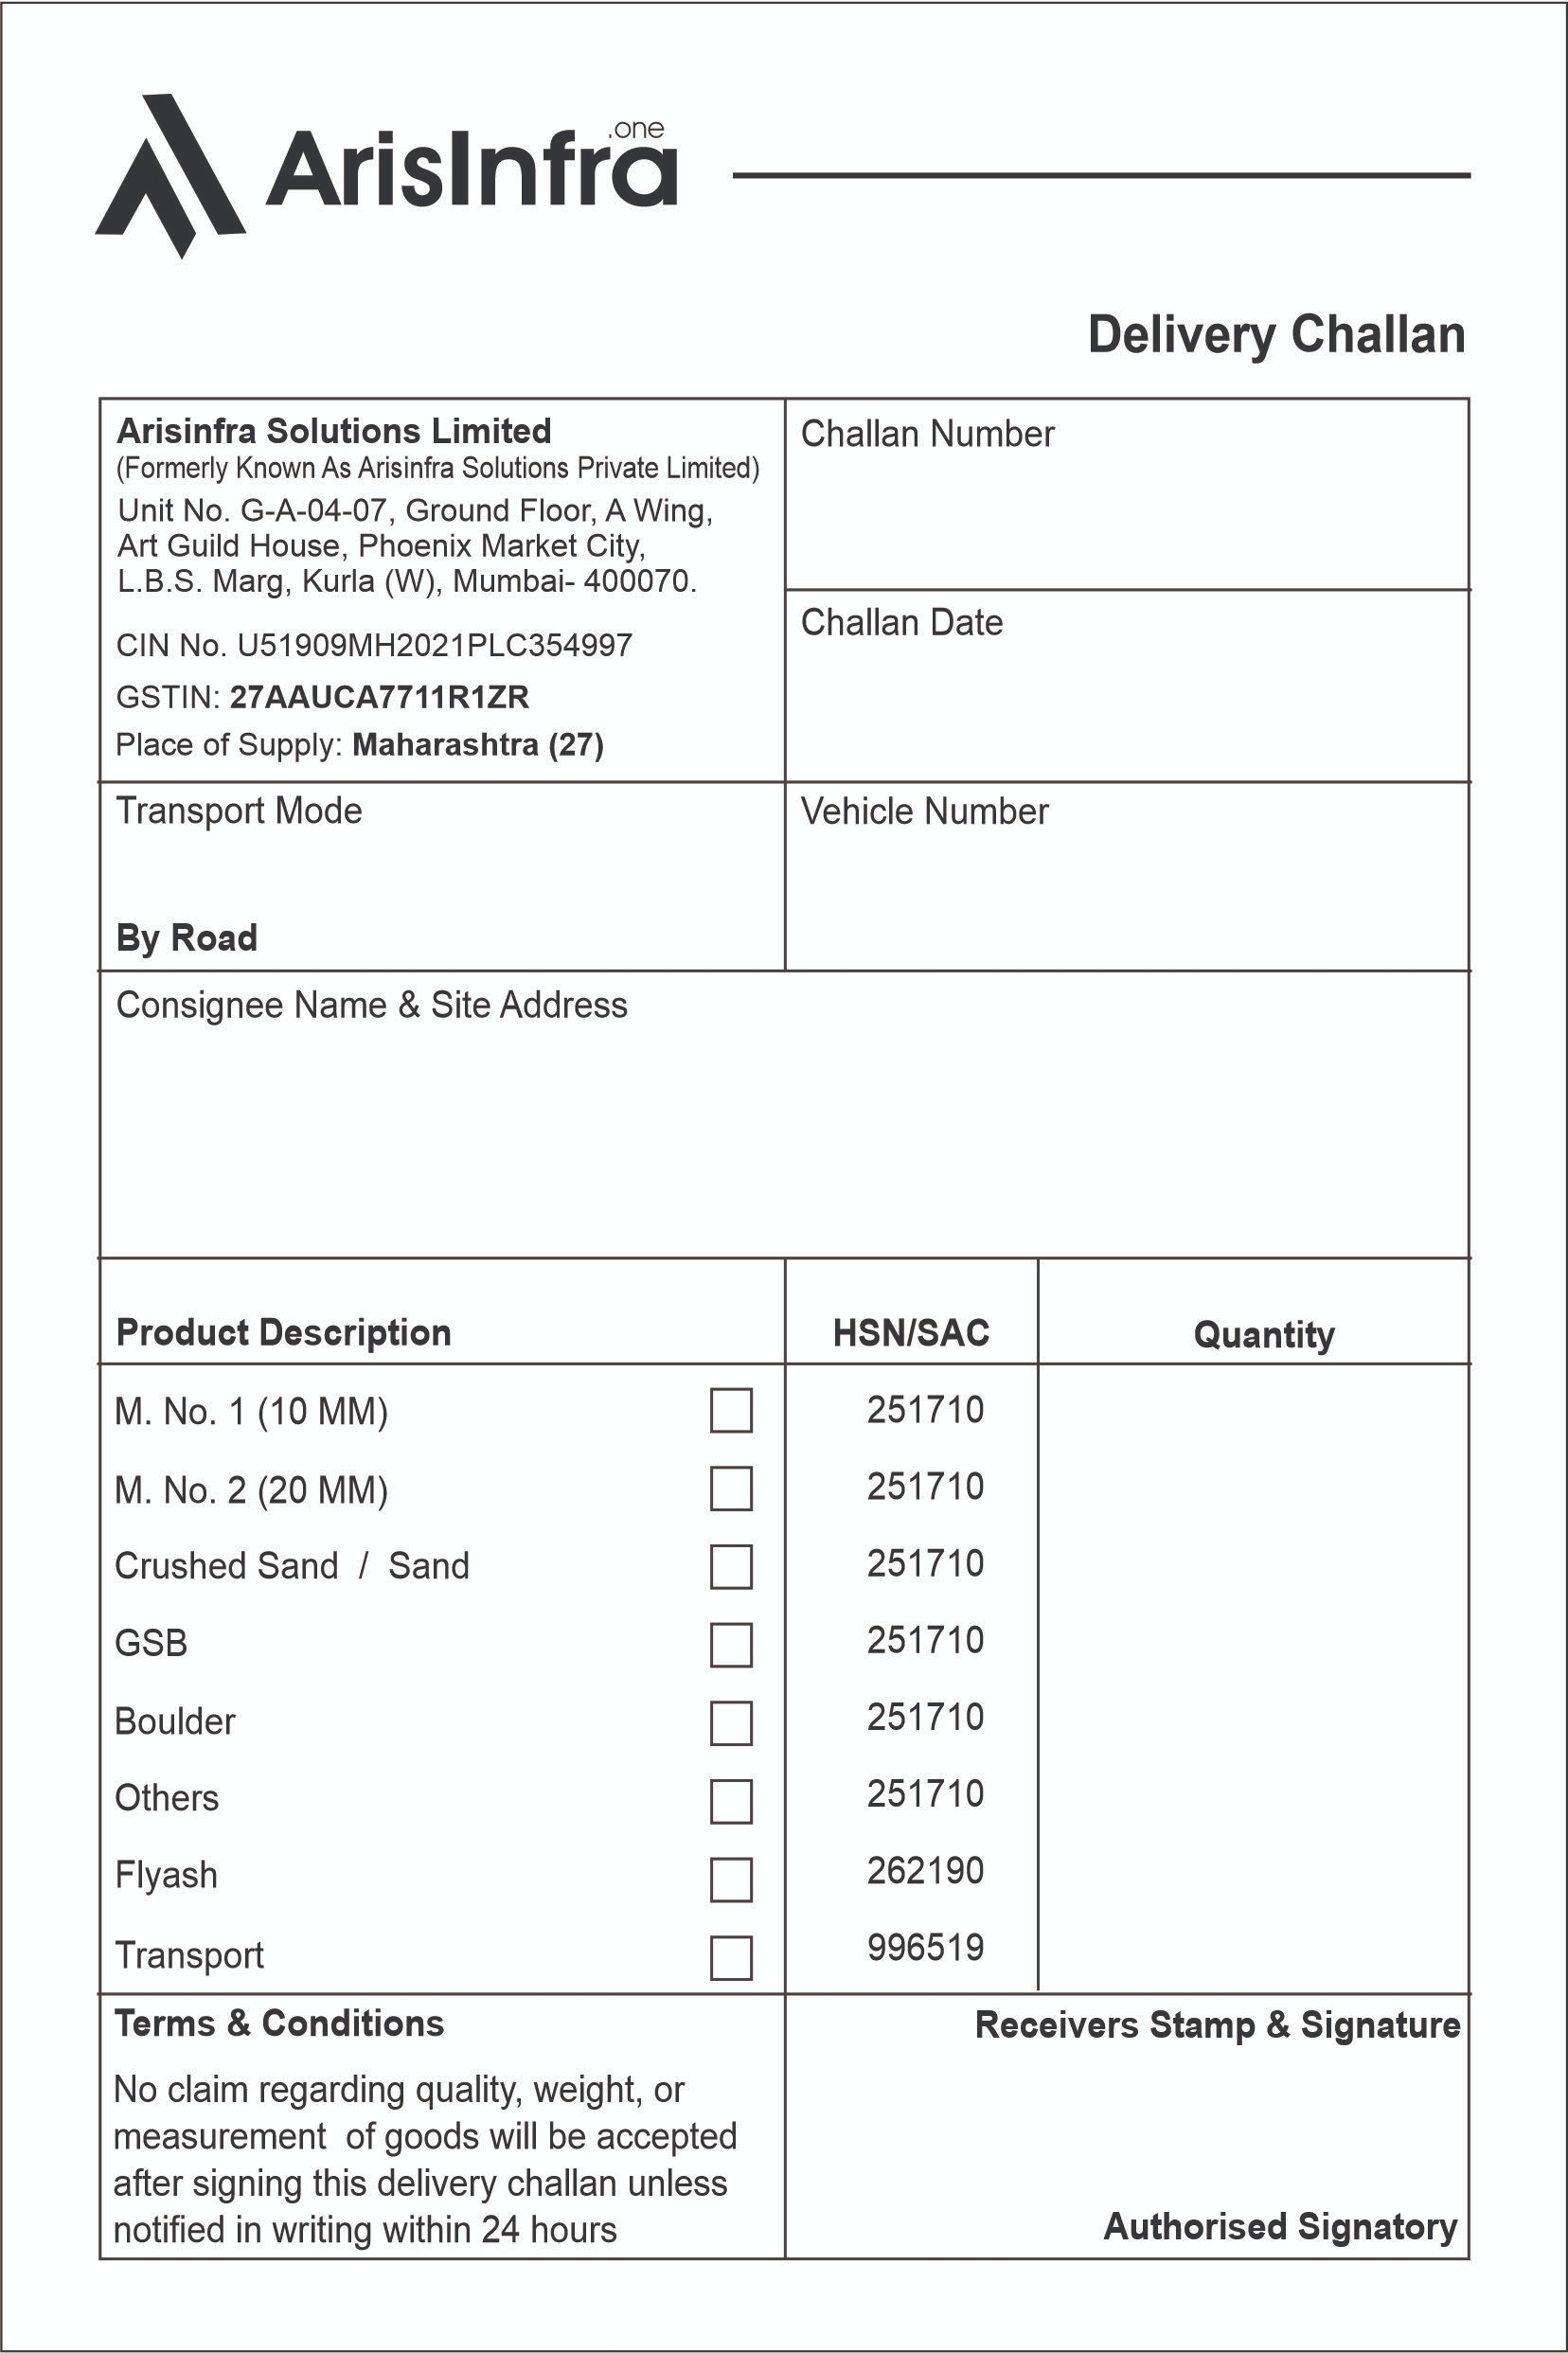 ArisInfra.one
Delivery Challan
Arisinfra Solutions Limited
(Formerly Known As Arisinfra Solutions Private Limited)
Unit No. G-A-04-07, Ground Floor, A Wing,
Art Guild House, Phoenix Market City,
L.B.S. Marg, Kurla (W), Mumbai- 400070.
CIN No. U51909MH2021PLC354997
GSTIN: 27AAUCA7711R1ZR
Place of Supply: Maharashtra (27)
Challan Number
Challan Date
Transport Mode
By Road
Vehicle Number
Consignee Name & Site Address
Product Description HSN/SAC Quantity
M. No. 1 (10 MM) 251710
M. No. 2 (20 MM) 251710
Crushed Sand / Sand 251710
GSB 251710
Boulder 251710
Others 251710
Flyash 262190
Transport 996519
Terms & Conditions
No claim regarding quality, weight, or
measurement of goods will be accepted
after signing this delivery challan unless
notified in writing within 24 hours
Receivers Stamp & Signature
Authorised Signatory